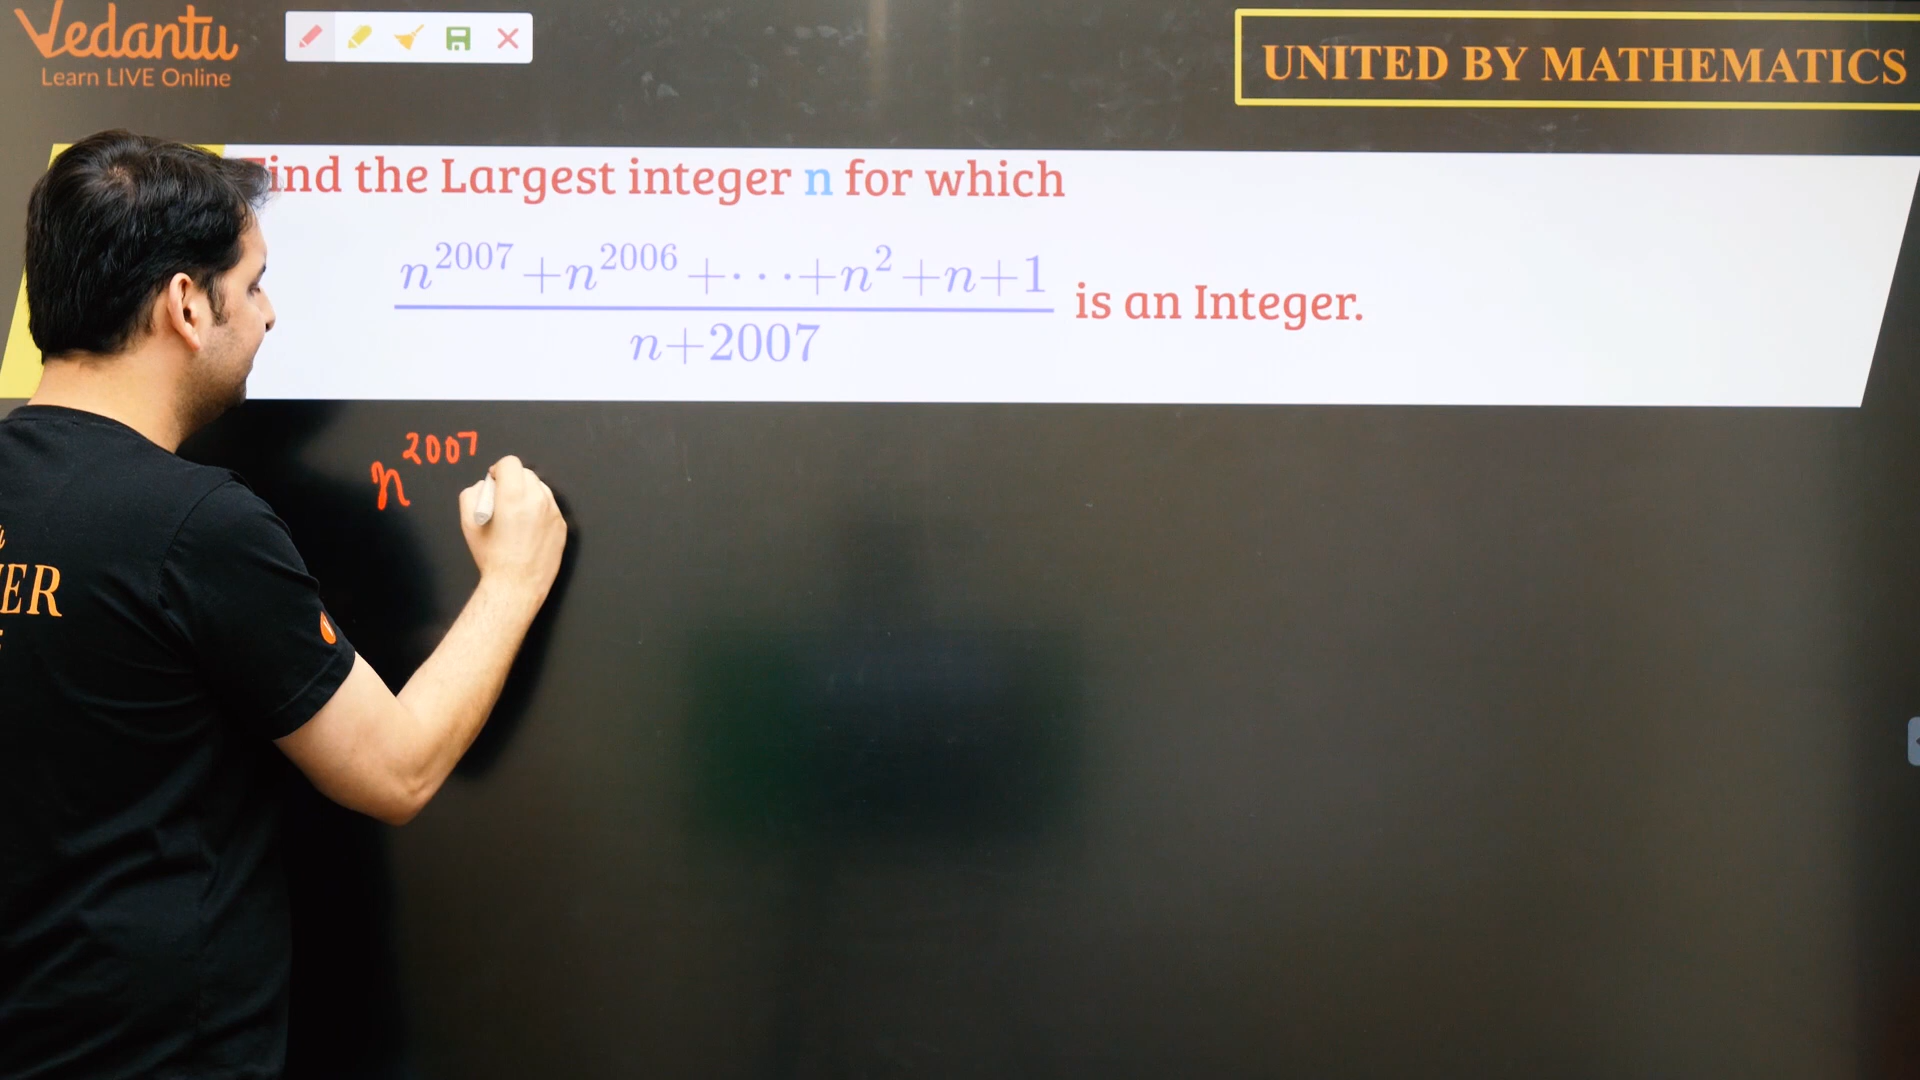 Vedantu
Learn LIVE Online
UNITED BY MATHEMATICS
Find the Largest integer n for which
n^2007 + n^2006 + ··· + n^2 + n + 1
n+2007
is an Integer.
n^2007
ER